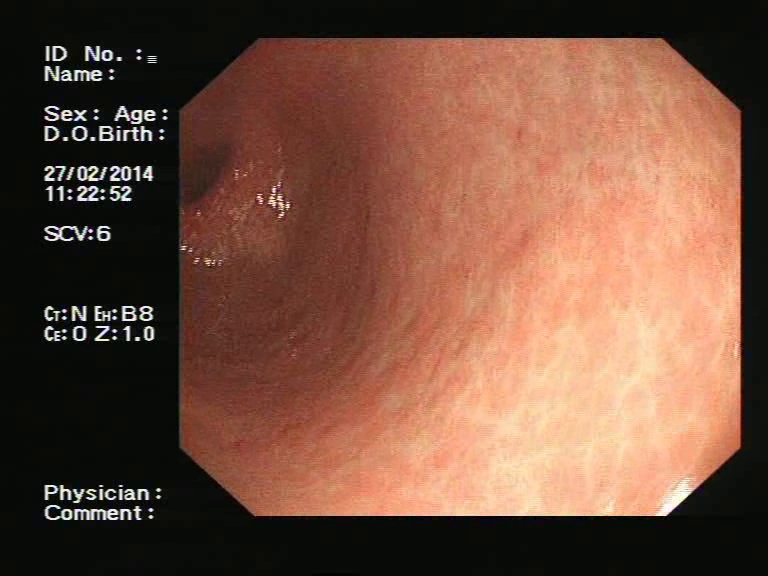 ID No. :
Name:
Sex: Age:
D.O.Birth:
27/02/2014
11:22:52
SCV:6
CT:N EH:B8
CE:0 Z:1.0
Physician:
Comment: